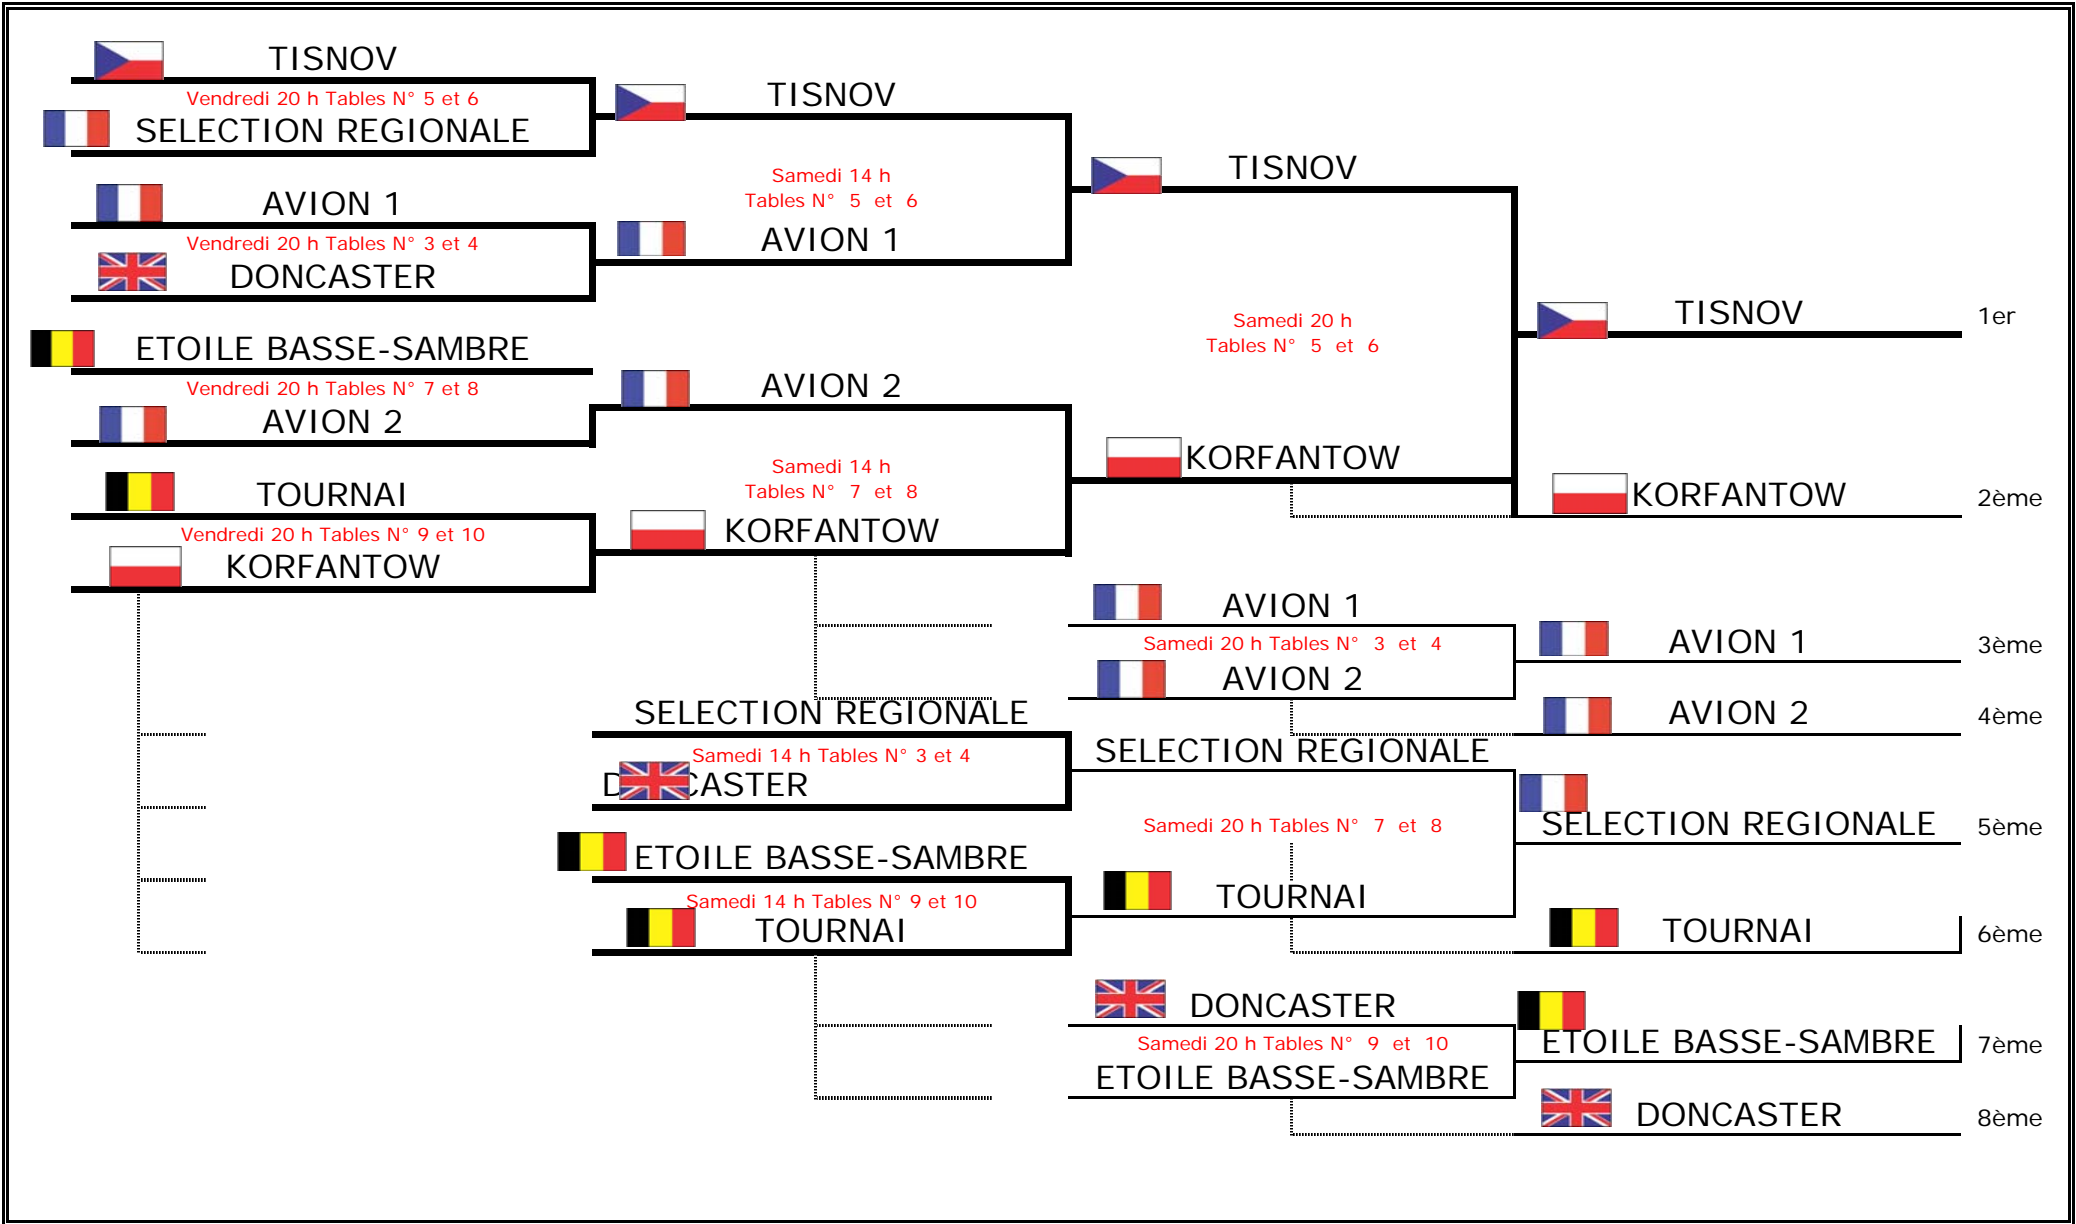 TISNOV
Vendredi 20 h Tables N° 5 et 6
SELECTION REGIONALE
AVION 1
Vendredi 20 h Tables N° 3 et 4
DONCASTER
ETOILE BASSE-SAMBRE
Vendredi 20 h Tables N° 7 et 8
AVION 2
TOURNAI
Vendredi 20 h Tables N° 9 et 10
KORFANTOW
TISNOV
Samedi 14 h
Tables N° 5 et 6
AVION 1
AVION 2
Samedi 14 h
Tables N° 7 et 8
KORFANTOW
SELECTION REGIONALE
Samedi 14 h Tables N° 3 et 4
DONCASTER
ETOILE BASSE-SAMBRE
Samedi 14 h Tables N° 9 et 10
TOURNAI
TISNOV
Samedi 20 h
Tables N° 5 et 6
KORFANTOW
AVION 1
Samedi 20 h Tables N° 3 et 4
AVION 2
SELECTION REGIONALE
Samedi 20 h Tables N° 7 et 8
TOURNAI
DONCASTER
Samedi 20 h Tables N° 9 et 10
ETOILE BASSE-SAMBRE
TISNOV 1er
KORFANTOW 2ème
AVION 1 3ème
AVION 2 4ème
SELECTION REGIONALE 5ème
TOURNAI 6ème
ETOILE BASSE-SAMBRE 7ème
DONCASTER 8ème